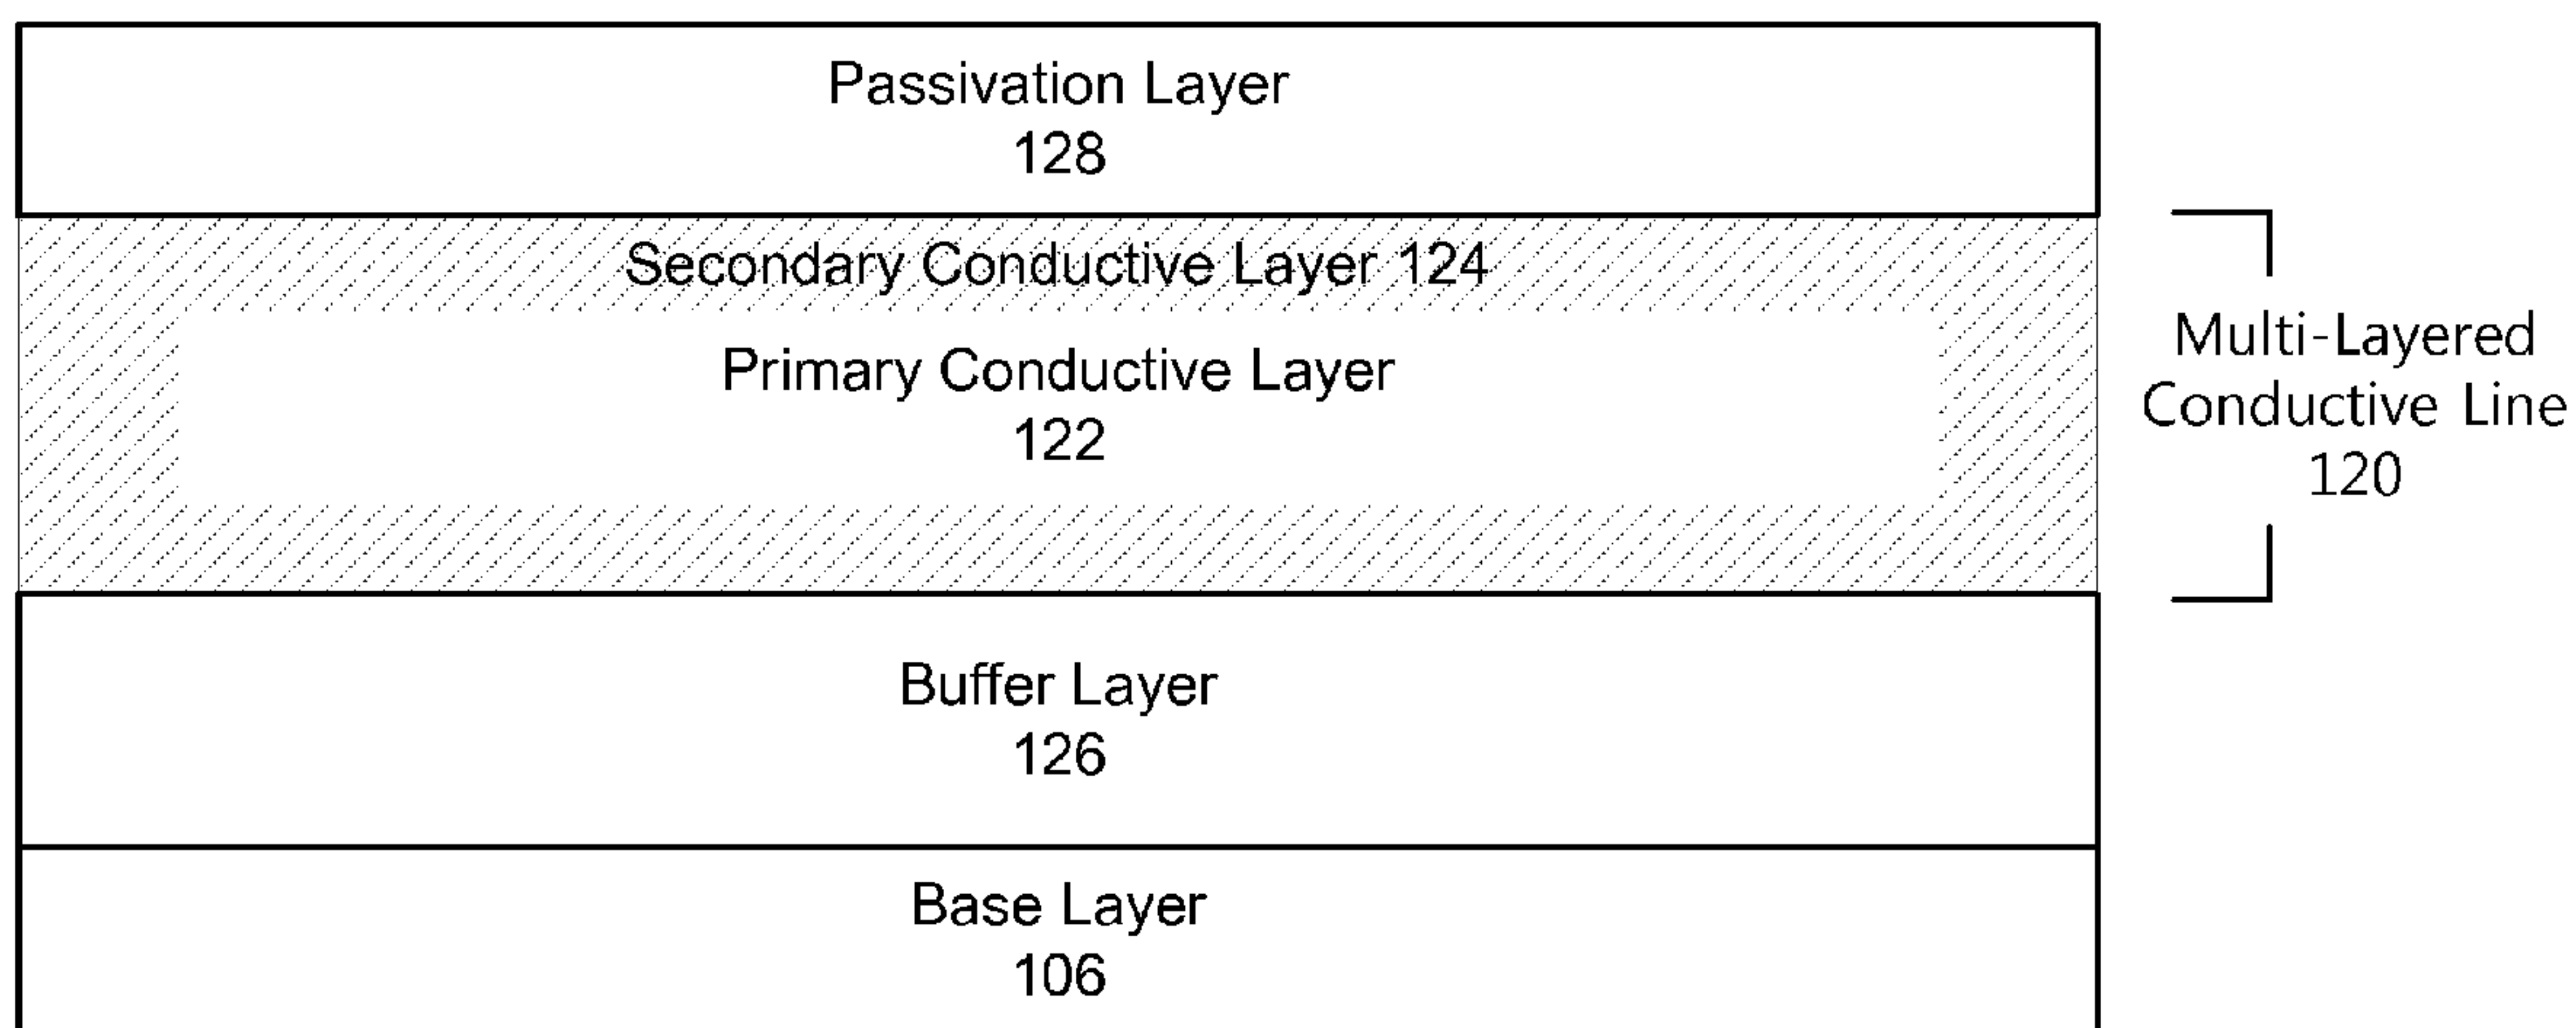 Passivation Layer
128
Secondary Conductive Layer 124
Primary Conductive Layer
122
Multi-Layered
Conductive Line
120
Buffer Layer
126
Base Layer
106